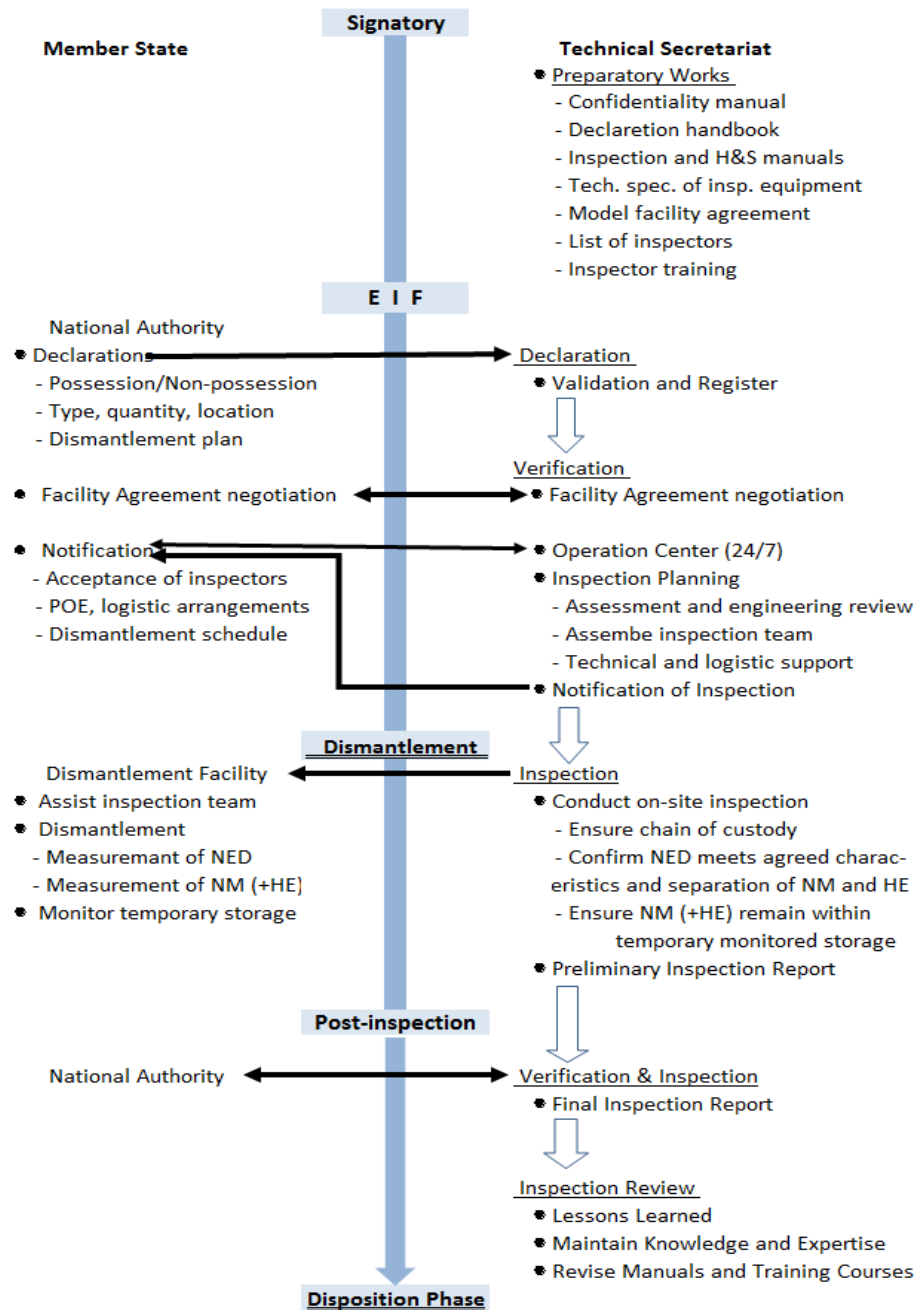 Signatory
Member State
Technical Secretariat
● Preparatory Works
- Confidentiality manual
- Declaretion handbook
- Inspection and H&S manuals
- Tech. spec. of insp. equipment
- Model facility agreement
- List of inspectors
- Inspector training
E I F
National Authority
● Declarations
- Possession/Non-possession
- Type, quantity, location
- Dismantlement plan
Declaration
● Validation and Register
Verification
● Facility Agreement negotiation
● Facility Agreement negotiation
● Notification
- Acceptance of inspectors
- POE, logistic arrangements
- Dismantlement schedule
● Operation Center (24/7)
● Inspection Planning
- Assessment and engineering review
- Assembe inspection team
- Technical and logistic support
● Notification of Inspection
Dismantlement
Dismantlement Facility
● Assist inspection team
● Dismantlement
- Measuremant of NED
- Measurement of NM (+HE)
● Monitor temporary storage
Inspection
● Conduct on-site inspection
- Ensure chain of custody
- Confirm NED meets agreed charac-
eristics and separation of NM and HE
- Ensure NM (+HE) remain within
temporary monitored storage
● Preliminary Inspection Report
Post-inspection
National Authority
Verification & Inspection
● Final Inspection Report
Inspection Review
● Lessons Learned
● Maintain Knowledge and Expertise
● Revise Manuals and Training Courses
Disposition Phase